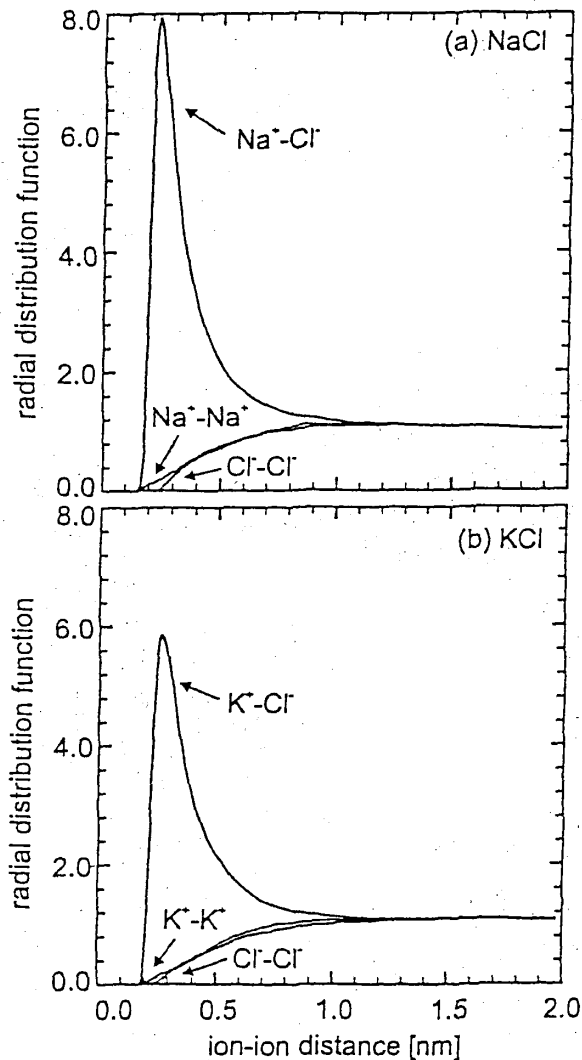 (a) NaCl
radial distribution function
8.0
6.0
4.0
2.0
0.0
Na⁺-Cl⁻
Na⁺-Na⁺
Cl⁻-Cl⁻
(b) KCl
radial distribution function
8.0
6.0
4.0
2.0
0.0
K⁺-Cl⁻
K⁺-K⁺
Cl⁻-Cl⁻
0.0 0.5 1.0 1.5 2.0
ion-ion distance [nm]